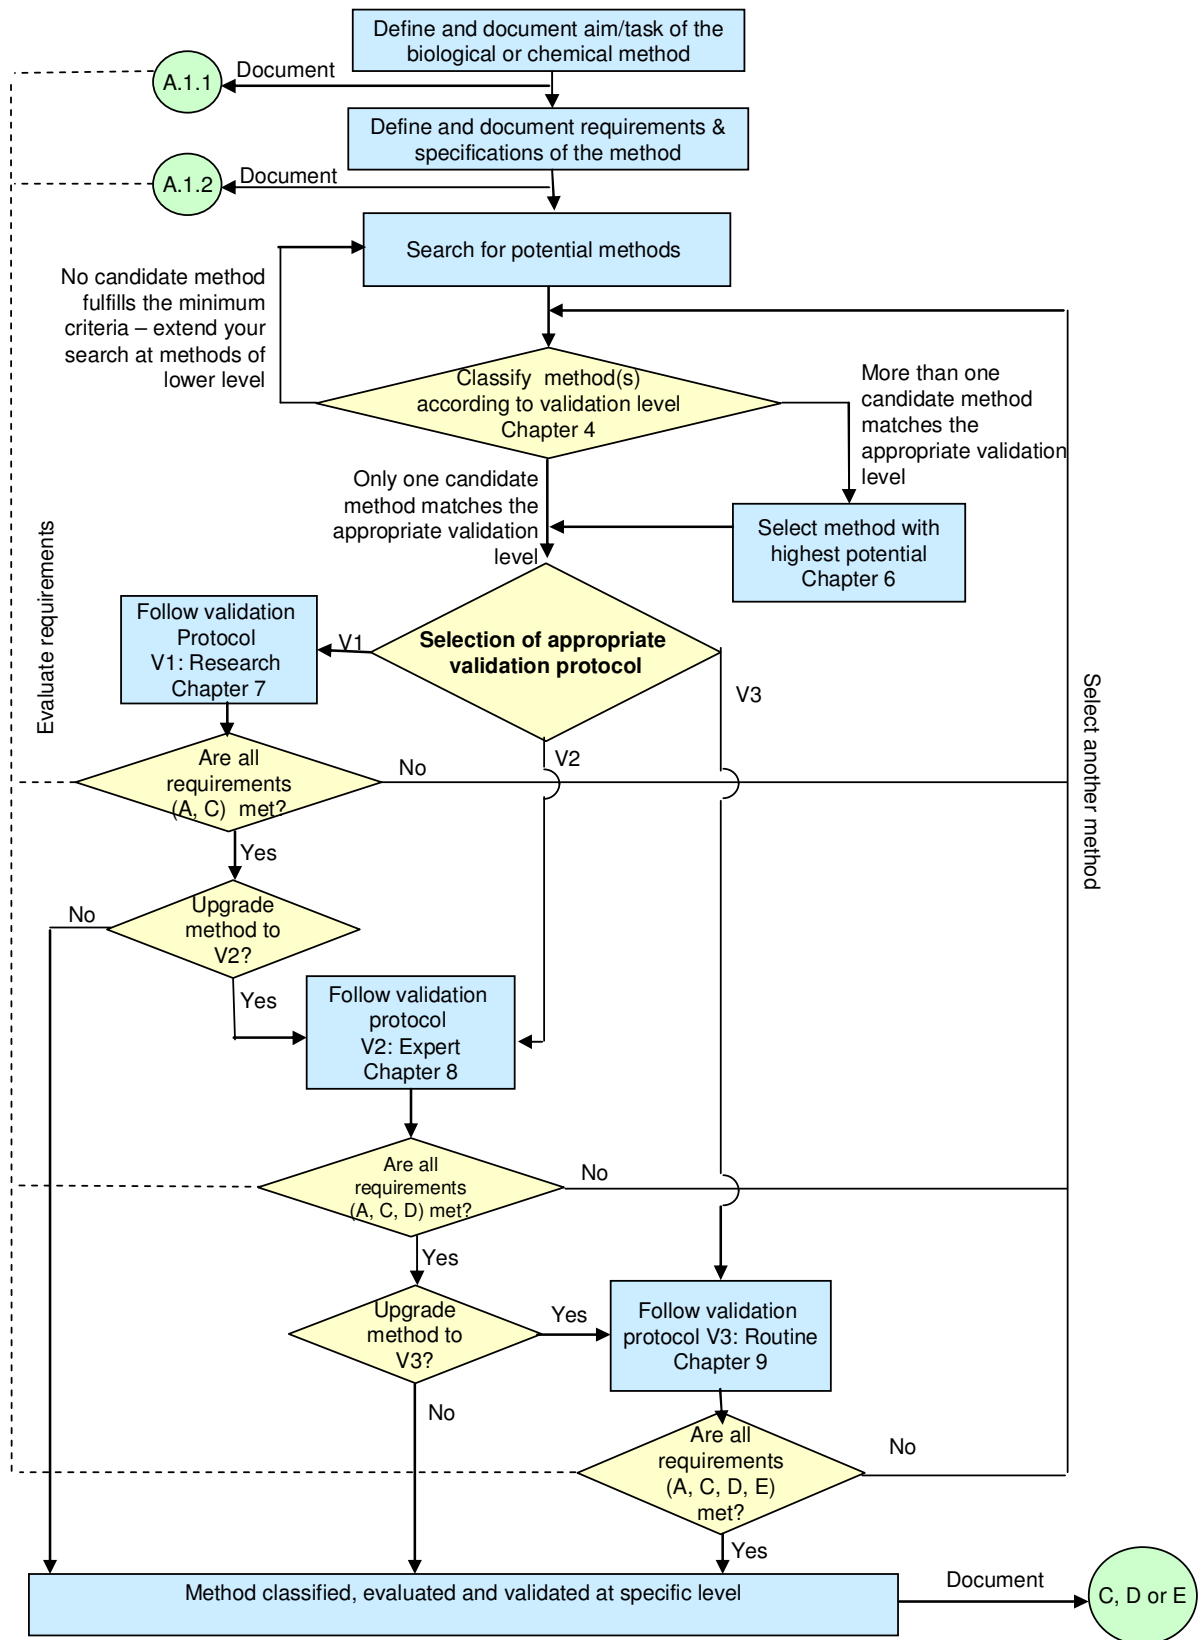 Define and document aim/task of the
biological or chemical method
A.1.1
Document
Define and document requirements &
specifications of the method
A.1.2
Document
Search for potential methods
No candidate method
fulfills the minimum
criteria – extend your
search at methods of
lower level
Classify method(s)
according to validation level
Chapter 4
More than one
candidate method
matches the
appropriate validation
level
Only one candidate
method matches the
appropriate validation
level
Select method with
highest potential
Chapter 6
Evaluate requirements
Follow validation
Protocol
V1: Research
Chapter 7
V1
Selection of appropriate
validation protocol
V3
V2
Select another method
Are all
requirements
(A, C) met?
No
Yes
No
Upgrade
method to
V2?
Yes
Follow validation
protocol
V2: Expert
Chapter 8
Are all
requirements
(A, C, D) met?
No
Yes
Upgrade
method to
V3?
Yes
Follow validation
protocol V3: Routine
Chapter 9
No
Are all
requirements
(A, C, D, E)
met?
No
Yes
Method classified, evaluated and validated at specific level
Document
C, D or E